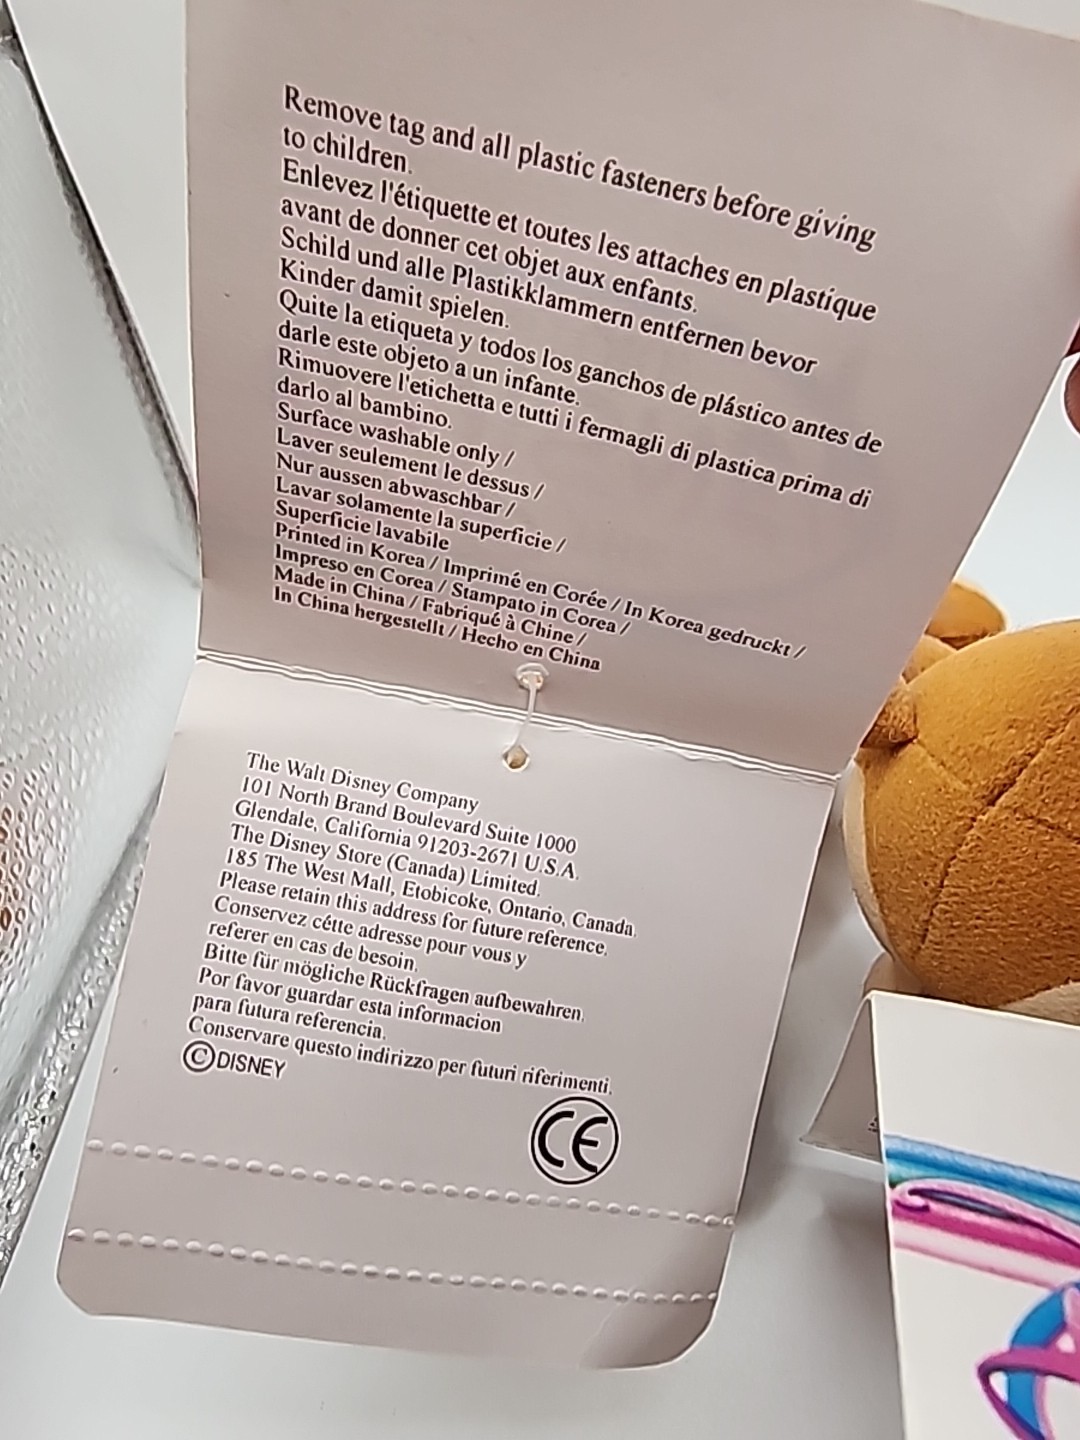 Remove tag and all plastic fasteners before giving
to children.
Enlevez l'étiquette et toutes les attaches en plastique
avant de donner cet objet aux enfants.
Schild und alle Plastikklammern entfernen bevor
Kinder damit spielen.
Quite la etiqueta y todos los ganchos de plástico antes de
darle este objeto a un infante.
Rimuovere l'etichetta e tutti i fermagli di plastica prima di
darlo al bambino.
Surface washable only /
Laver seulement le dessus /
Nur aussen abwaschbar /
Lavar solamente la superficie /
Superficie lavabile
Printed in Korea / Imprimé en Corée / In Korea gedruckt /
Impreso en Corea / Stampato in Corea /
Made in China / Fabriqué à Chine /
In China hergestellt / Hecho en China
The Walt Disney Company
101 North Brand Boulevard Suite 1000
Glendale, California 91203-2671 U.S.A.
The Disney Store (Canada) Limited.
185 The West Mall, Etobicoke, Ontario, Canada.
Please retain this address for future reference.
Conservez cétte adresse pour vous y
referer en cas de besoin.
Bitte für mögliche Rückfragen aufbewahren.
Por favor guardar esta informacion
para futura referencia.
Conservare questo indirizzo per futuri riferimenti.
©DISNEY
CE